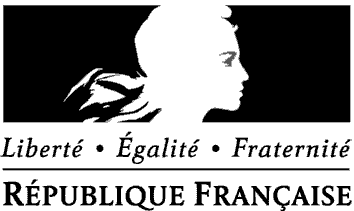 Liberté • Égalité • Fraternité
RÉPUBLIQUE FRANÇAISE